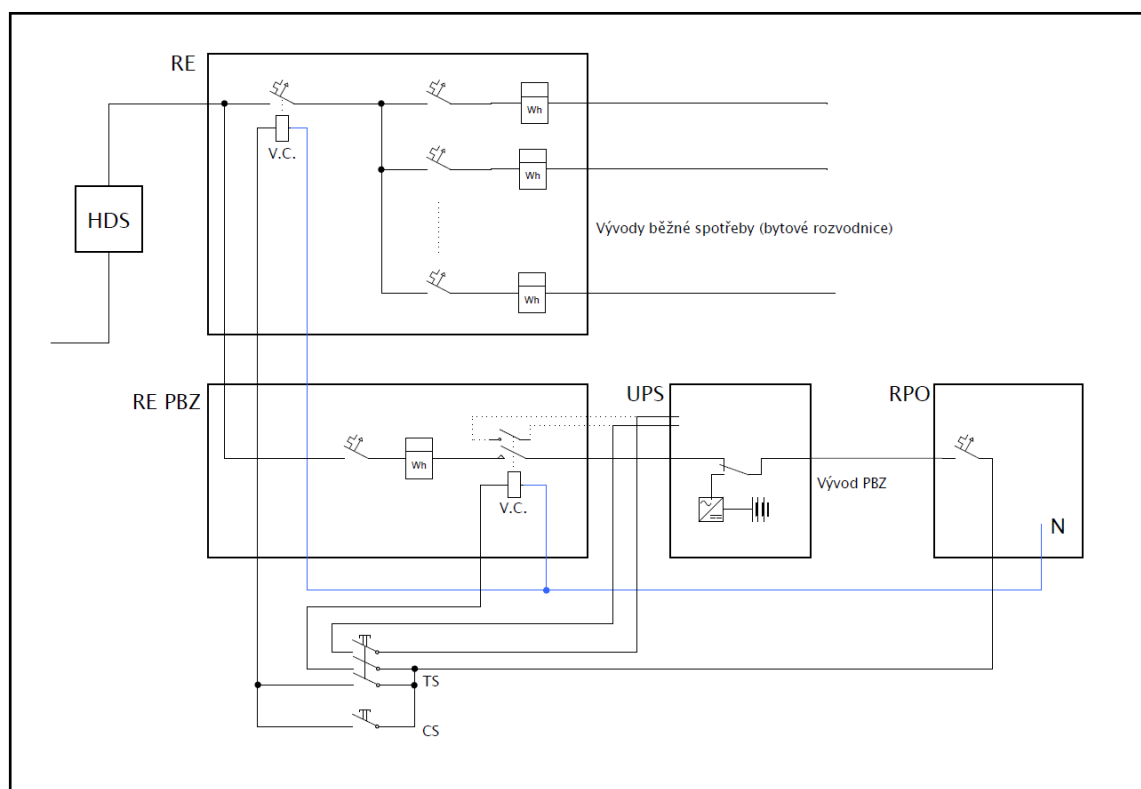 RE
Wh
V.C.
Wh
HDS
Vývody běžné spotřeby (bytové rozvodnice)
Wh
RE PBZ
UPS
RPO
Wh
Vývod PBZ
V.C.
N
TS
CS